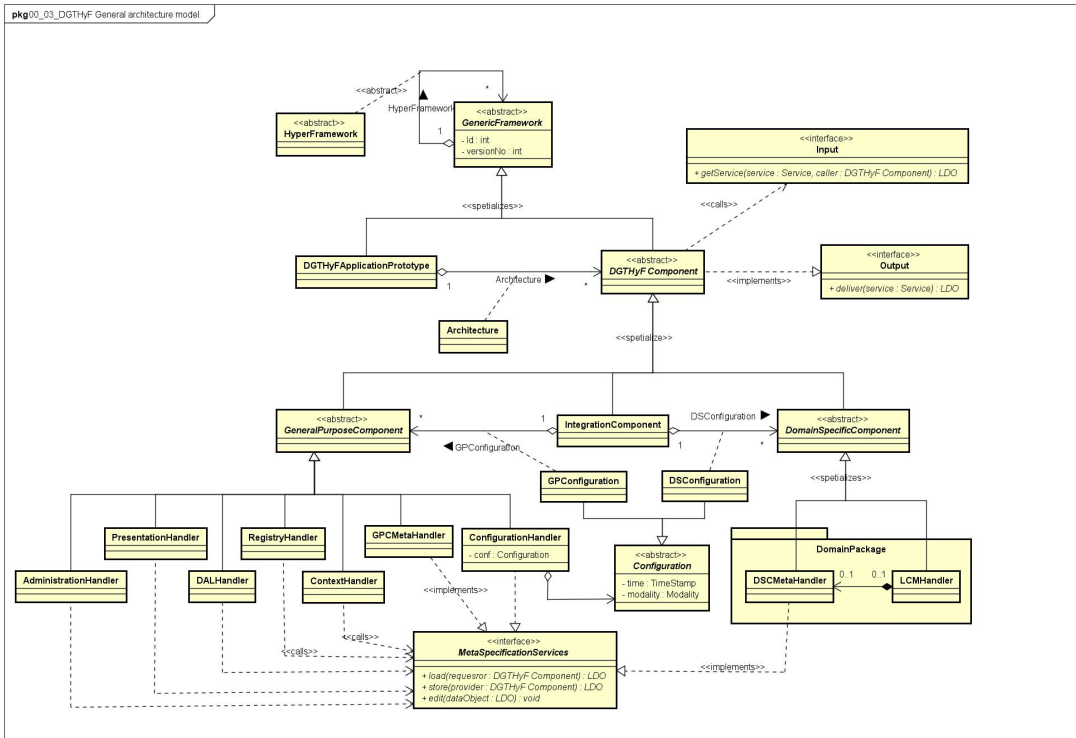 pkg 00_03_DGTHyF General architecture model
<<abstract>>
HyperFramework
<<abstract>>
HyperFramework
*
1
<<abstract>>
GenericFramework
- Id : int
- versionNo : int
<<interface>>
Input
+ getService(service : Service, caller : DGTHyF Component) : LDO
<<spetializes>>
<<calls>>
DGTHyFApplicationPrototype
1
Architecture
*
<<abstract>>
DGTHyF Component
<<implements>>
<<interface>>
Output
+ deliver(service : Service) : LDO
Architecture
<<spetialize>>
<<abstract>>
GeneralPurposeComponent
*
1
IntegrationComponent
1
DSConfiguration
*
<<abstract>>
DomainSpecificComponent
GPConfiguration
GPConfiguration
DSConfiguration
<<spetializes>>
PresentationHandler
RegistryHandler
GPCMetaHandler
ConfigurationHandler
- conf : Configuration
AdministrationHandler
DALHandler
ContextHandler
<<abstract>>
Configuration
- time : TimeStamp
- modality : Modality
DomainPackage
DSCMetaHandler
0..1
0..1
LCMHandler
<<implements>>
<<calls>>
<<calls>>
<<interface>>
MetaSpecificationServices
+ load(requesror : DGTHyF Component) : LDO
+ store(provider : DGTHyF Component) : LDO
+ edit(dataObject : LDO) : void
<<implements>>